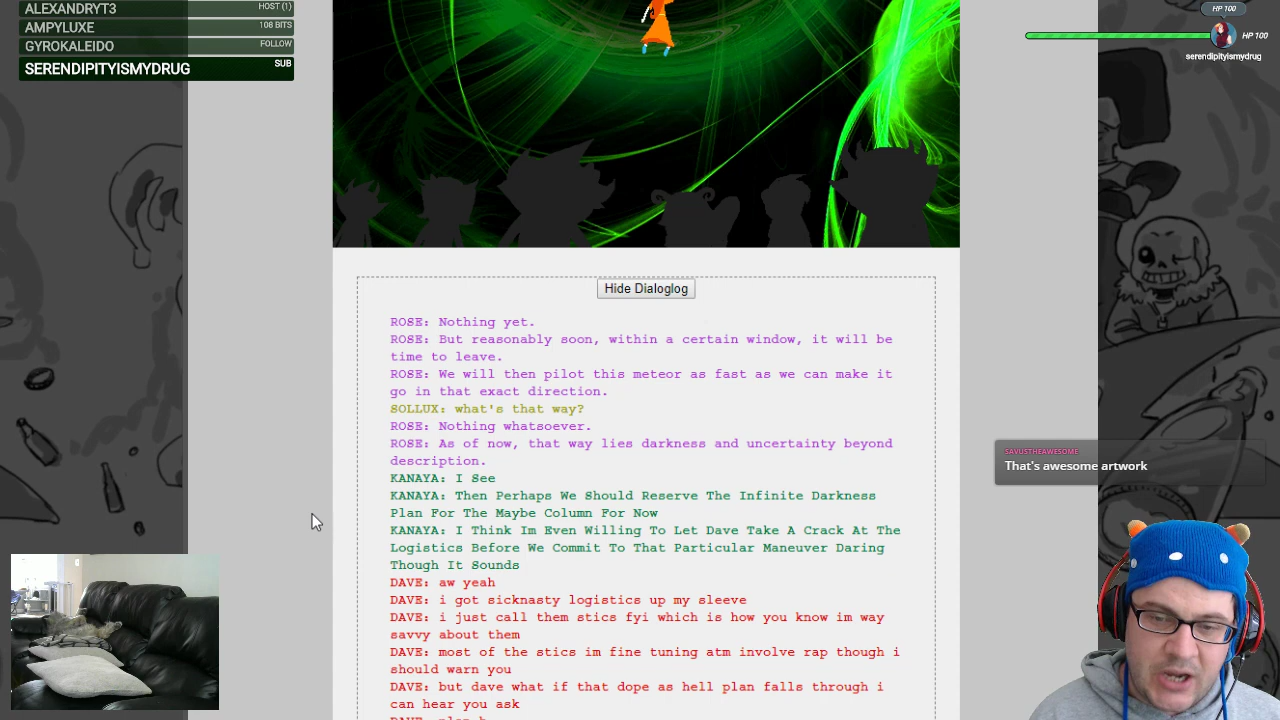 ALEXANDRYT3 HOST (1)
AMPYLUXE 108 BITS
GYROKALEIDO FOLLOW
SERENDIPITYISMYDRUG SUB
HP 100
HP 100
serendipityismydrug
Hide Dialoglog
ROSE: Nothing yet.
ROSE: But reasonably soon, within a certain window, it will be
time to leave.
ROSE: We will then pilot this meteor as fast as we can make it
go in that exact direction.
SOLLUX: what's that way?
ROSE: Nothing whatsoever.
ROSE: As of now, that way lies darkness and uncertainty beyond
description.
KANAYA: I See
KANAYA: Then Perhaps We Should Reserve The Infinite Darkness
Plan For The Maybe Column For Now
KANAYA: I Think Im Even Willing To Let Dave Take A Crack At The
Logistics Before We Commit To That Particular Maneuver Daring
Though It Sounds
DAVE: aw yeah
DAVE: i got sicknasty logistics up my sleeve
DAVE: i just call them stics fyi which is how you know im way
savvy about them
DAVE: most of the stics im fine tuning atm involve rap though i
should warn you
DAVE: but dave what if that dope as hell plan falls through i
can hear you ask
SAVUSTHEAWESOME
That's awesome artwork